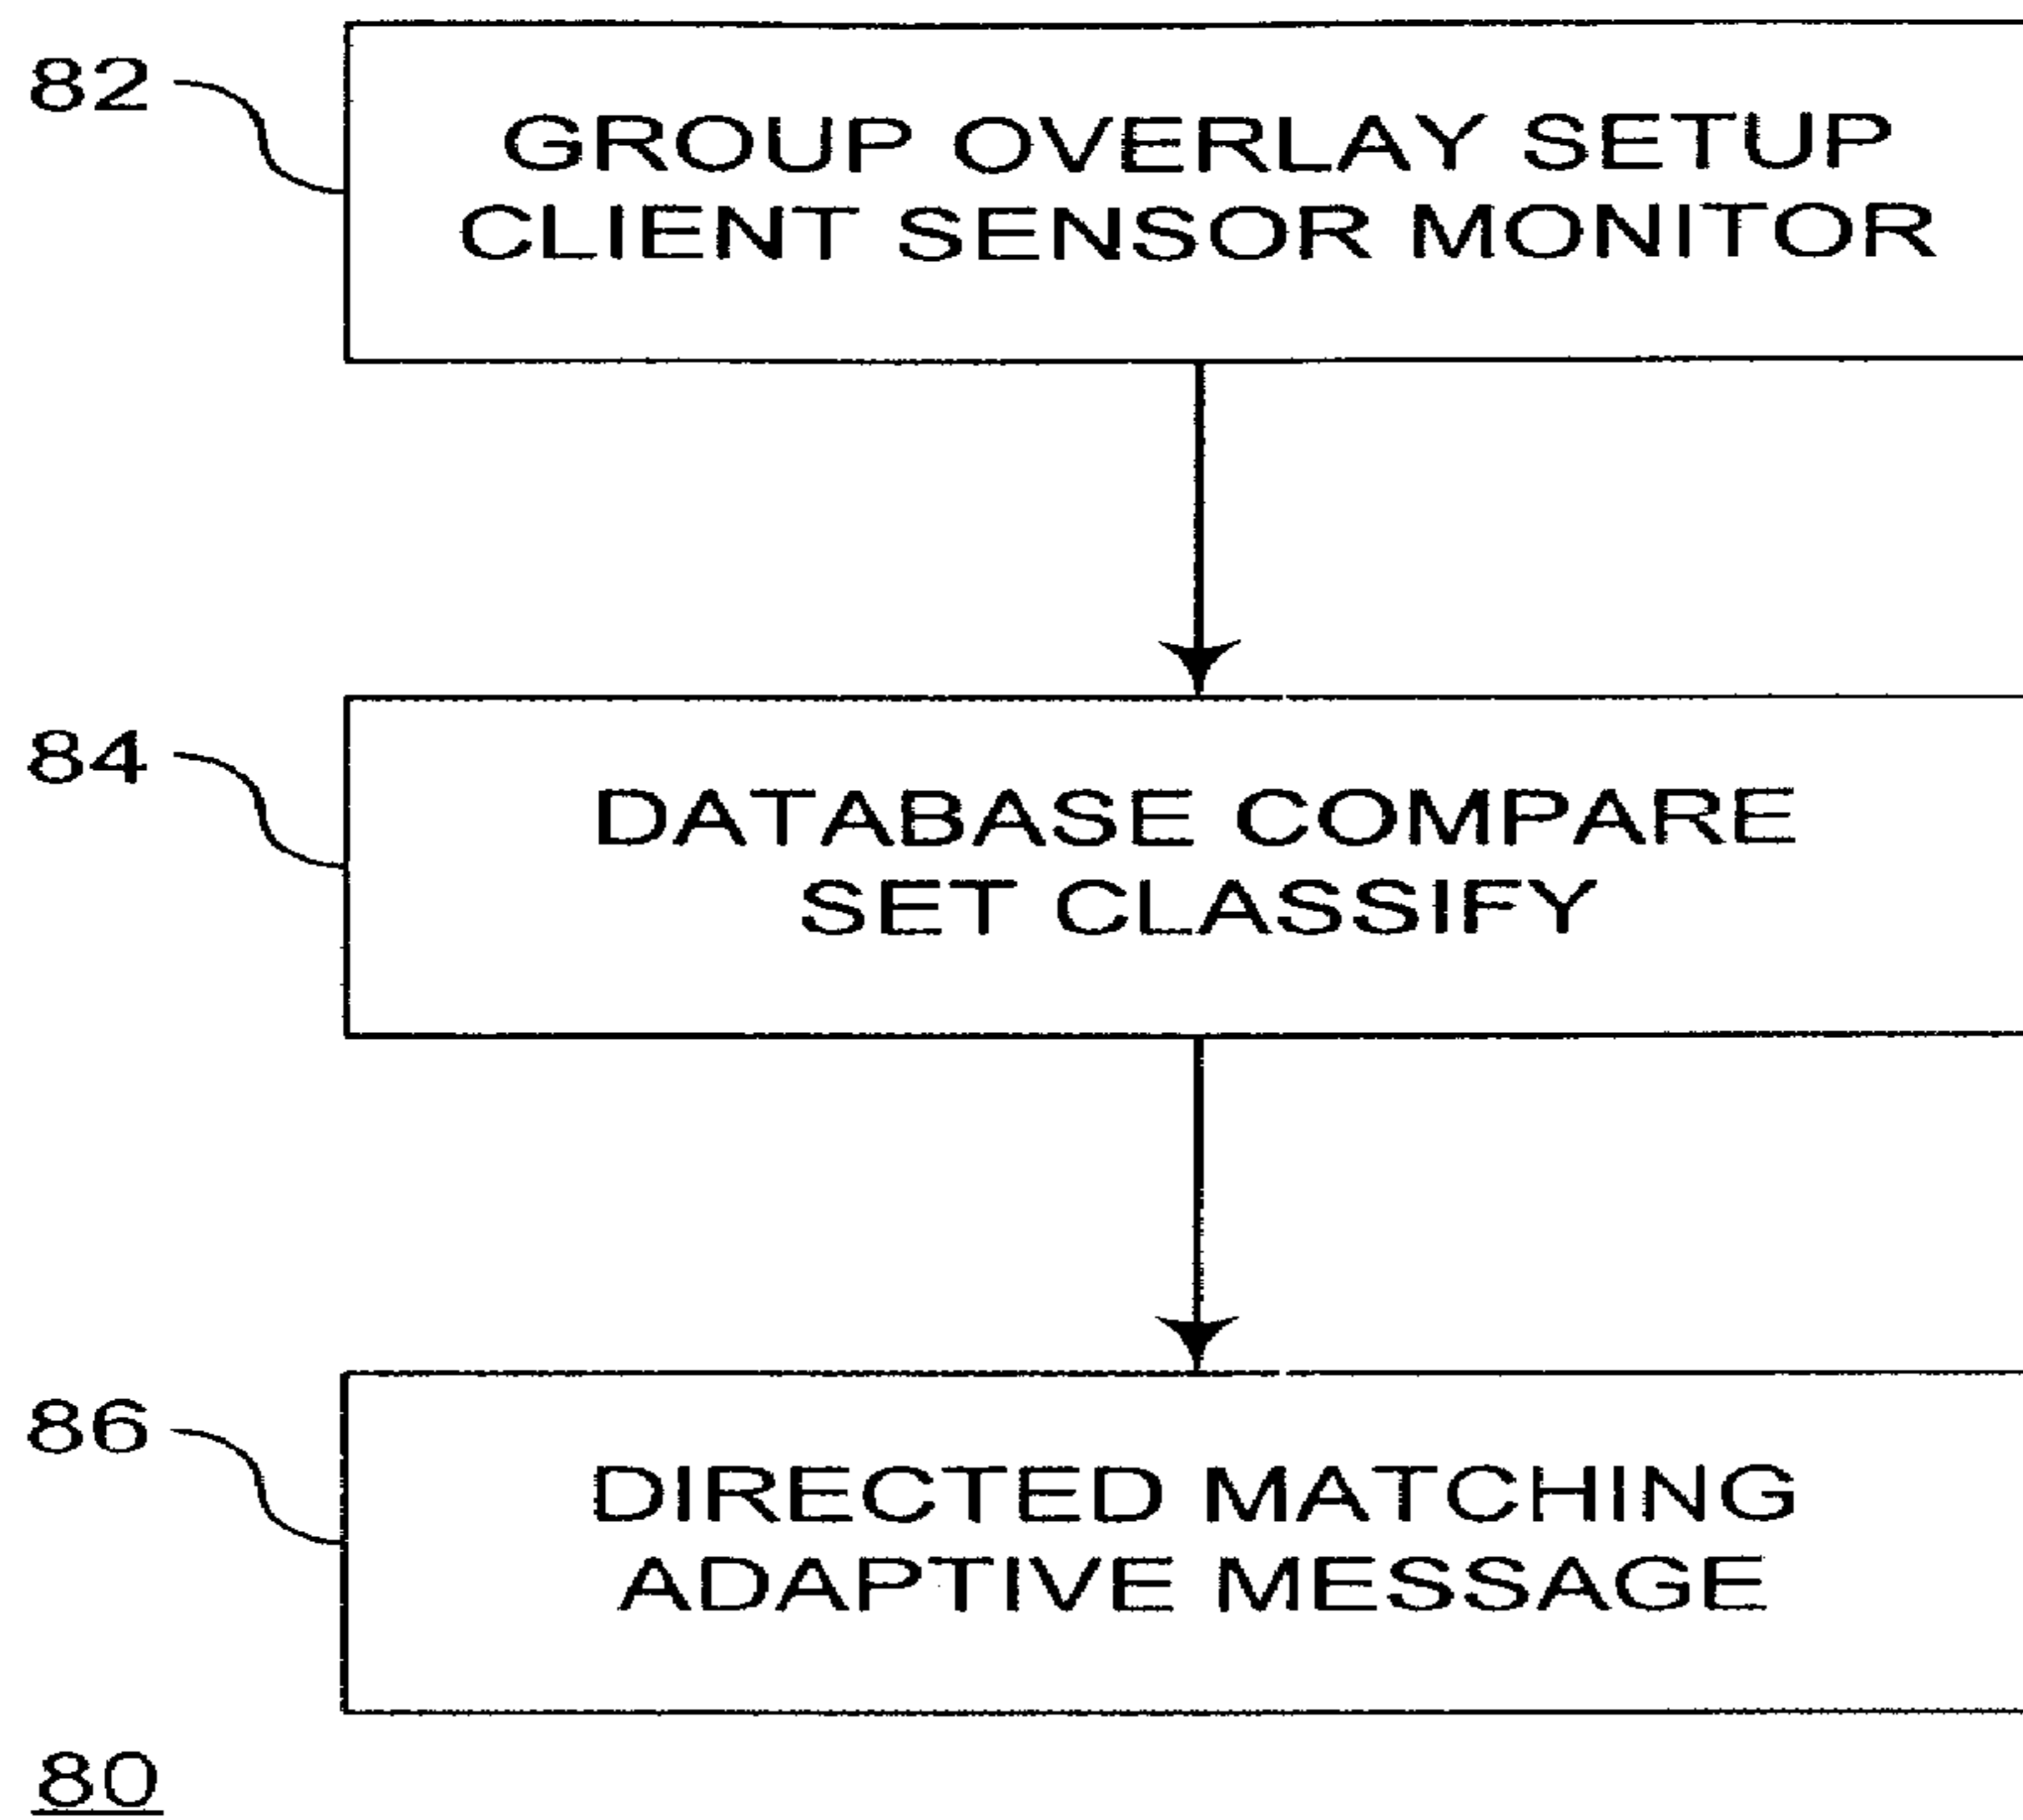 82
GROUP OVERLAY SETUP
CLIENT SENSOR MONITOR
84
DATABASE COMPARE
SET CLASSIFY
86
DIRECTED MATCHING
ADAPTIVE MESSAGE
80